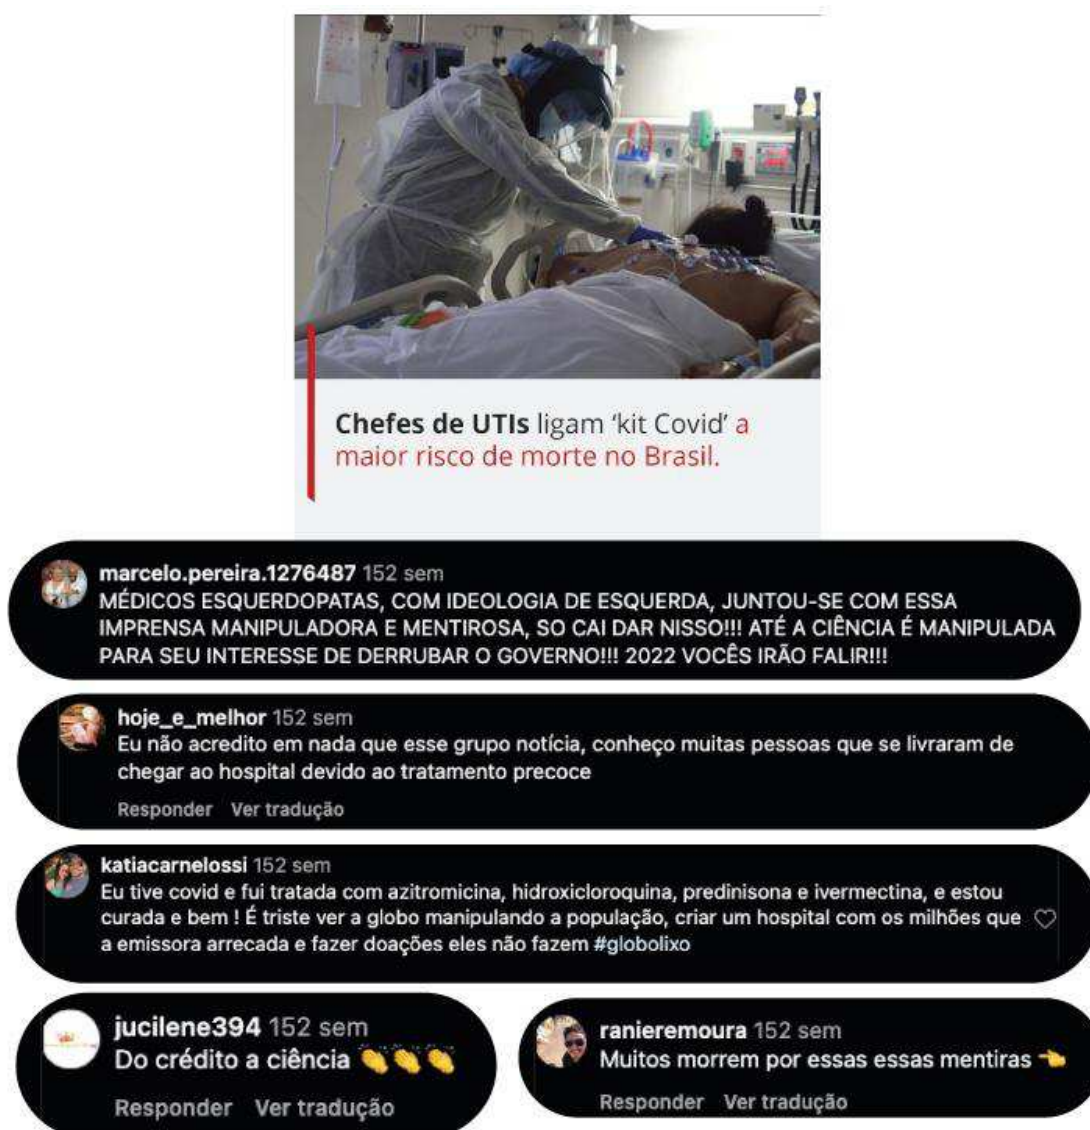 Chefes de UTIs ligam ‘kit Covid’ a
maior risco de morte no Brasil.
marcelo.pereira.1276487 152 sem
MÉDICOS ESQUERDOPATAS, COM IDEOLOGIA DE ESQUERDA, JUNTOU-SE COM ESSA
IMPRENSA MANIPULADORA E MENTIROSA, SO CAI DAR NISSO!!! ATÉ A CIÊNCIA É MANIPULADA
PARA SEU INTERESSE DE DERRUBAR O GOVERNO!!! 2022 VOCÊS IRÃO FALIR!!!
hoje_e_melhor 152 sem
Eu não acredito em nada que esse grupo notícia, conheço muitas pessoas que se livraram de
chegar ao hospital devido ao tratamento precoce
Responder Ver tradução
katiacarnelossi 152 sem
Eu tive covid e fui tratada com azitromicina, hidroxicloroquina, predinisona e ivermectina, e estou
curada e bem ! É triste ver a globo manipulando a população, criar um hospital com os milhões que
a emissora arrecada e fazer doações eles não fazem #globolixo
jucilene394 152 sem
Do crédito a ciência 👏👏👏
Responder Ver tradução
ranieremoura 152 sem
Muitos morrem por essas essas mentiras 👈
Responder Ver tradução